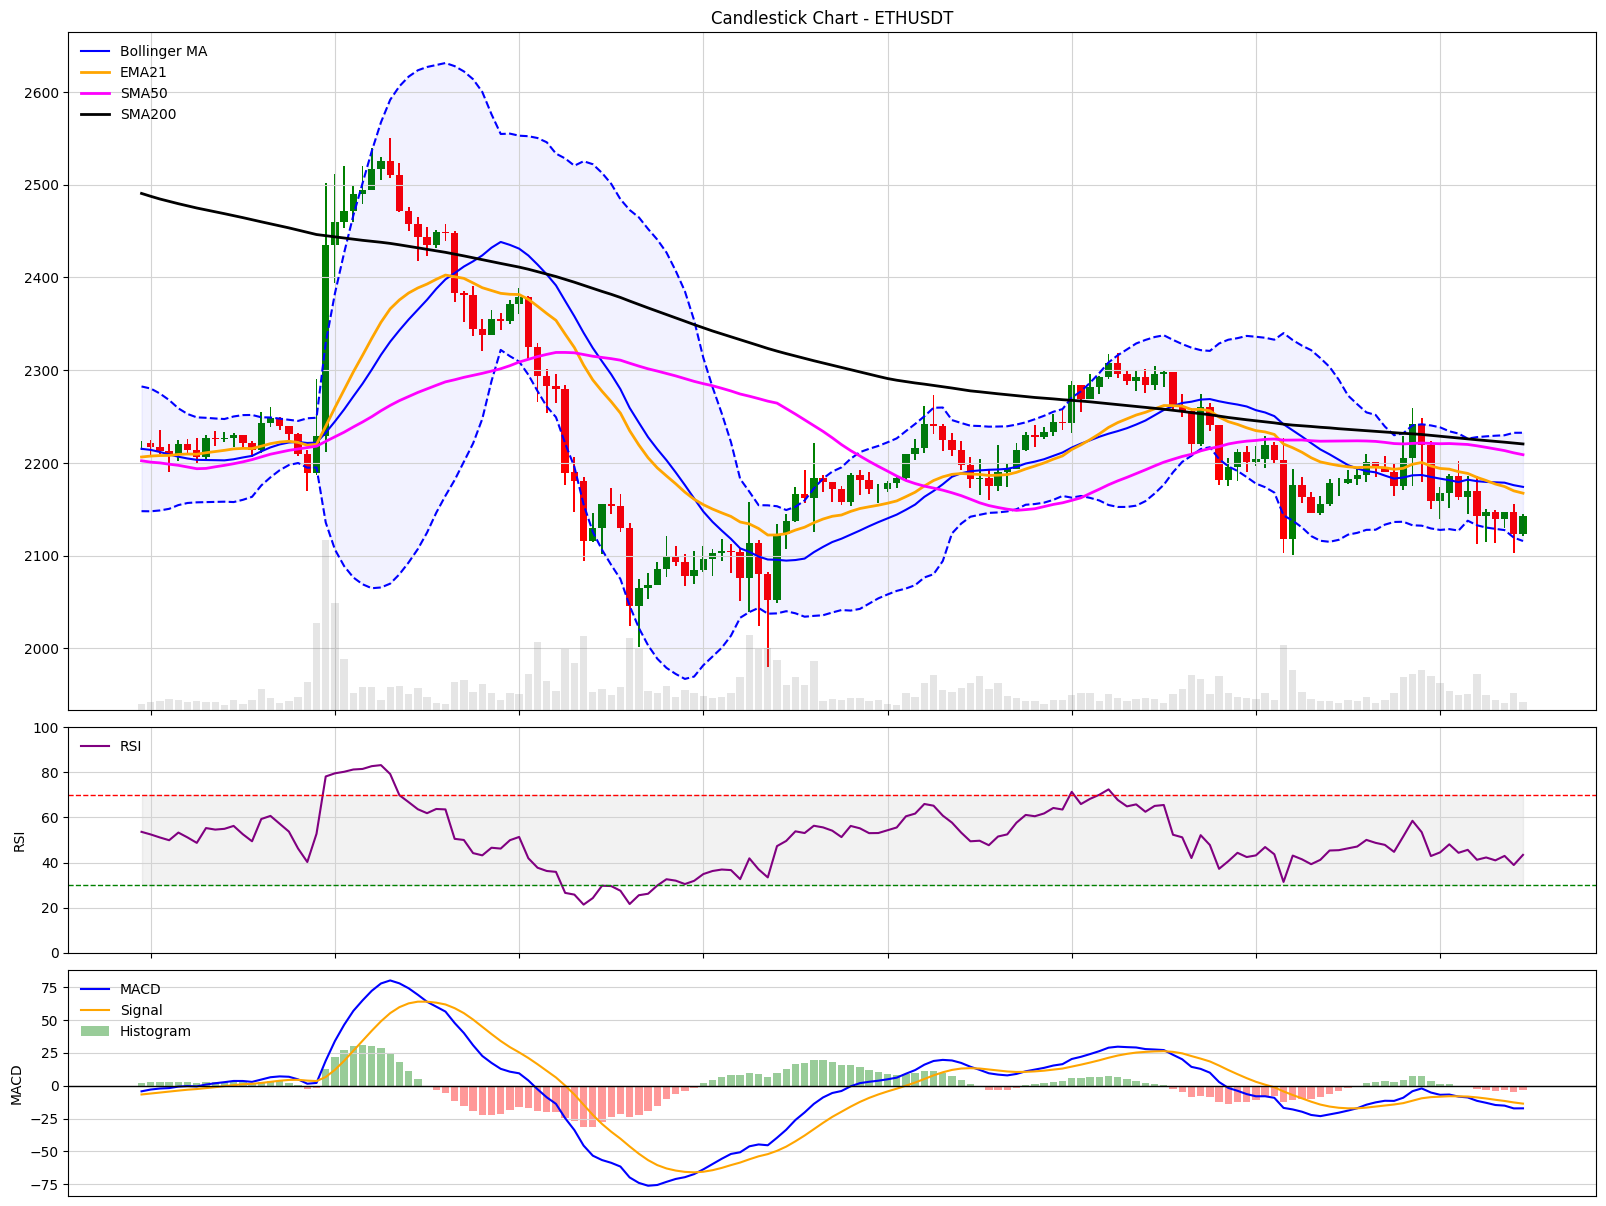 Candlestick Chart - ETHUSDT
Bollinger MA
EMA21
SMA50
SMA200
2600
2500
2400
2300
2200
2100
2000
RSI
100
80
60
40
20
0
RSI
MACD
Signal
Histogram
75
50
25
0
−25
−50
−75
MACD